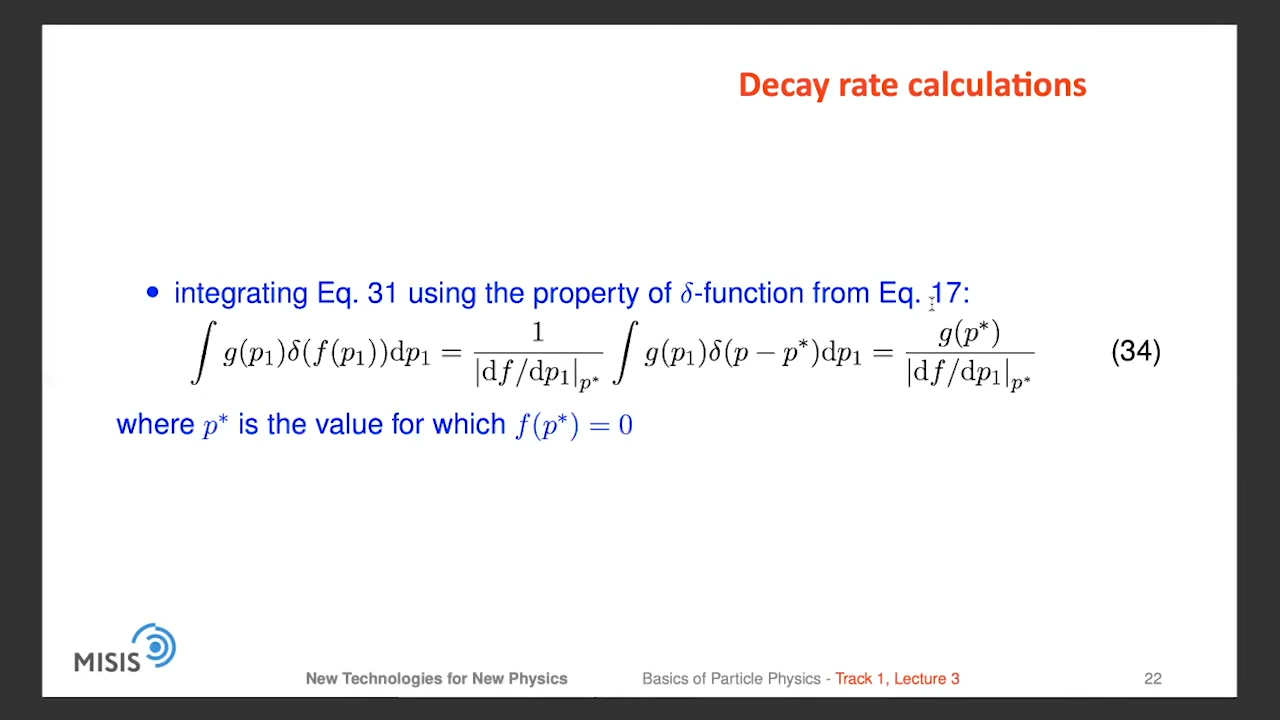 Decay rate calculations
• integrating Eq. 31 using the property of δ-function from Eq. 17:
∫ g(p₁)δ(f(p₁))dp₁ = 1 / |df/dp₁|_{p*} ∫ g(p₁)δ(p − p*)dp₁ = g(p*) / |df/dp₁|_{p*} (34)
where p* is the value for which f(p*) = 0
MISIS
New Technologies for New Physics Basics of Particle Physics - Track 1, Lecture 3 22